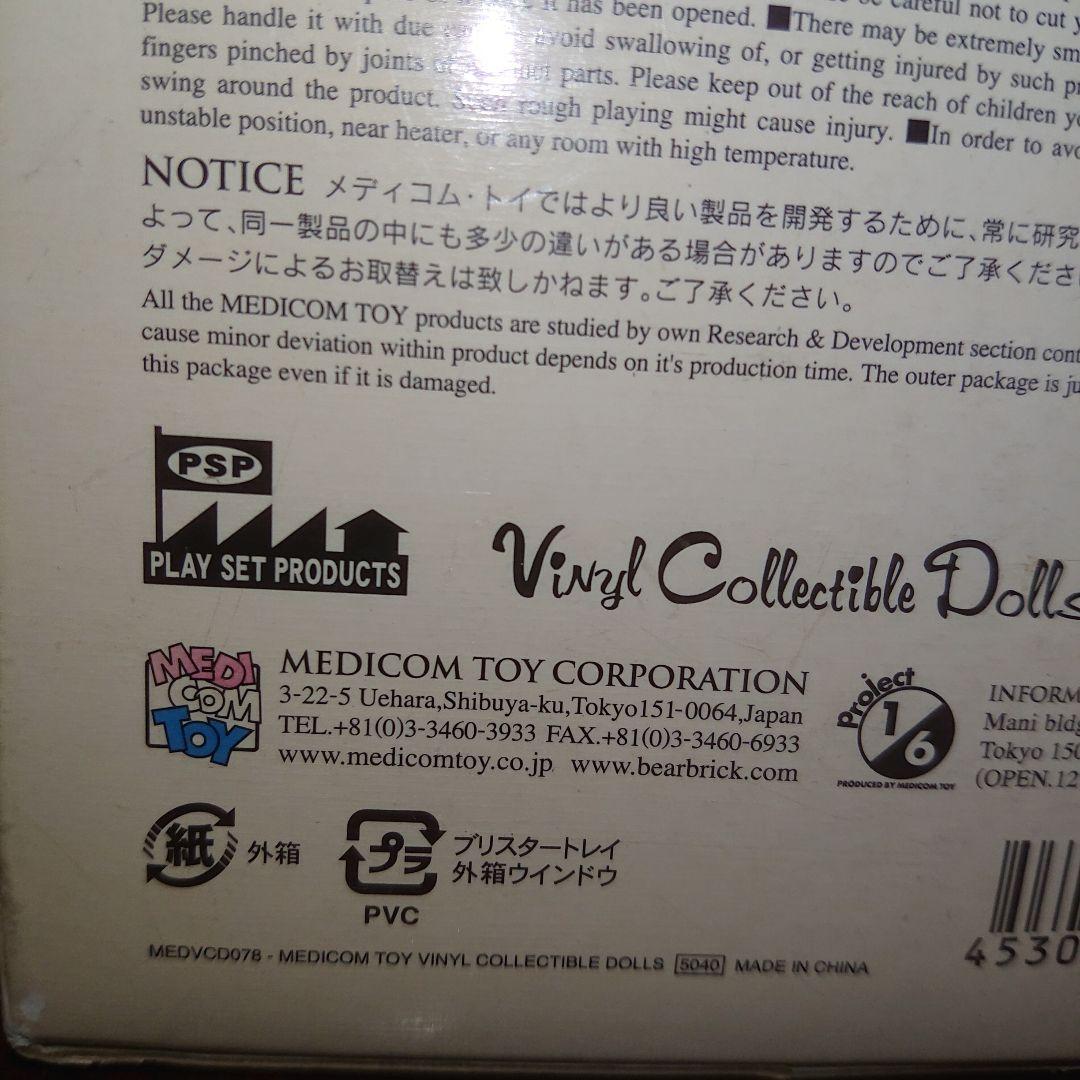 it has been opened. ■There may be careful not to cut
Please handle it with due avoid swallowing of, or getting injured by such
fingers pinched by joints parts. Please keep out of the reach of children
swing around the product. rough playing might cause injury. ■In order to
unstable position, near heater, or any room with high temperature.
NOTICE メディコム・トイではより良い製品を開発するために、常に研究
よって、同一製品の中にも多少の違いがある場合がありますのでご了承くださ
ダメージによるお取替えは致しかねます。ご了承ください。
All the MEDICOM TOY products are studied by own Research & Development section
cause minor deviation within product depends on it's production time. The outer package is
this package even if it is damaged.
PSP
PLAY SET PRODUCTS
Vinyl Collectible Dolls
MEDICOM TOY
MEDICOM TOY CORPORATION
3-22-5 Uehara,Shibuya-ku,Tokyo151-0064,Japan
TEL.+81(0)3-3460-3933 FAX.+81(0)3-3460-6933
www.medicomtoy.co.jp www.bearbrick.com
Project
1/6
PRODUCED BY MEDICOM TOY
INFORM
Mani bldg
Tokyo 150
(OPEN.12
紙 外箱
プラ ブリスタートレイ
外箱ウインドウ
PVC
MEDVCD078 - MEDICOM TOY VINYL COLLECTIBLE DOLLS 5040 MADE IN CHINA
4530